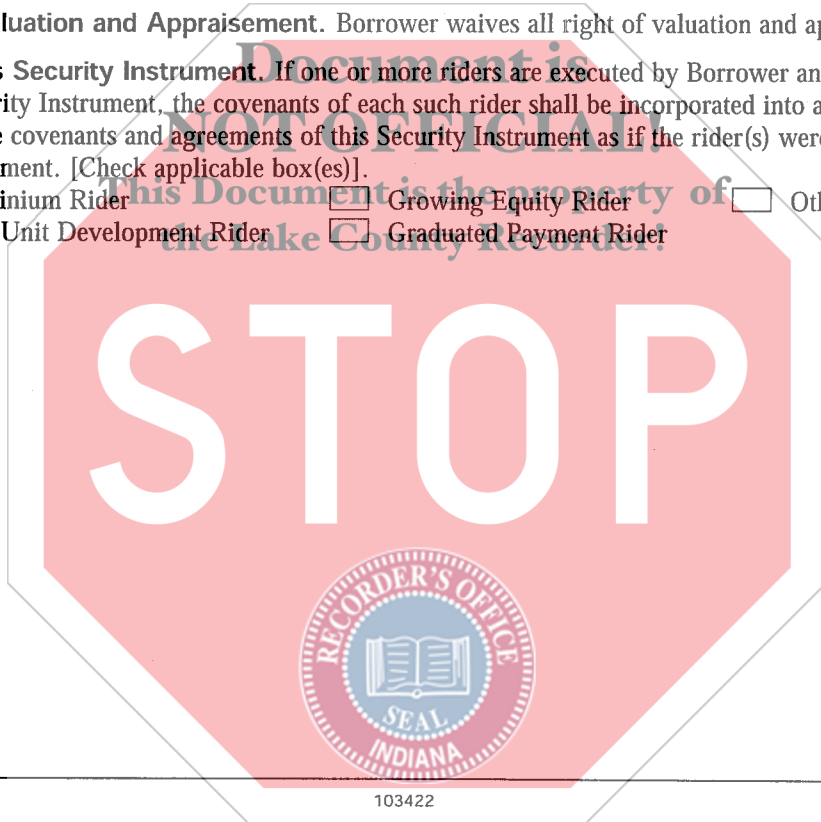 luation and Appraisement. Borrower waives all right of valuation and ap
Document is
s Security Instrument. If one or more riders are executed by Borrower an
rity Instrument, the covenants of each such rider shall be incorporated into a
NOT OFFICIAL!
e covenants and agreements of this Security Instrument as if the rider(s) were
ment. [Check applicable box(es)].
This Document is the property of
inium Rider Growing Equity Rider Oth
the Lake County Recorder!
Unit Development Rider Graduated Payment Rider
STOP
RECORDER'S OFFICE
SEAL
INDIANA
103422